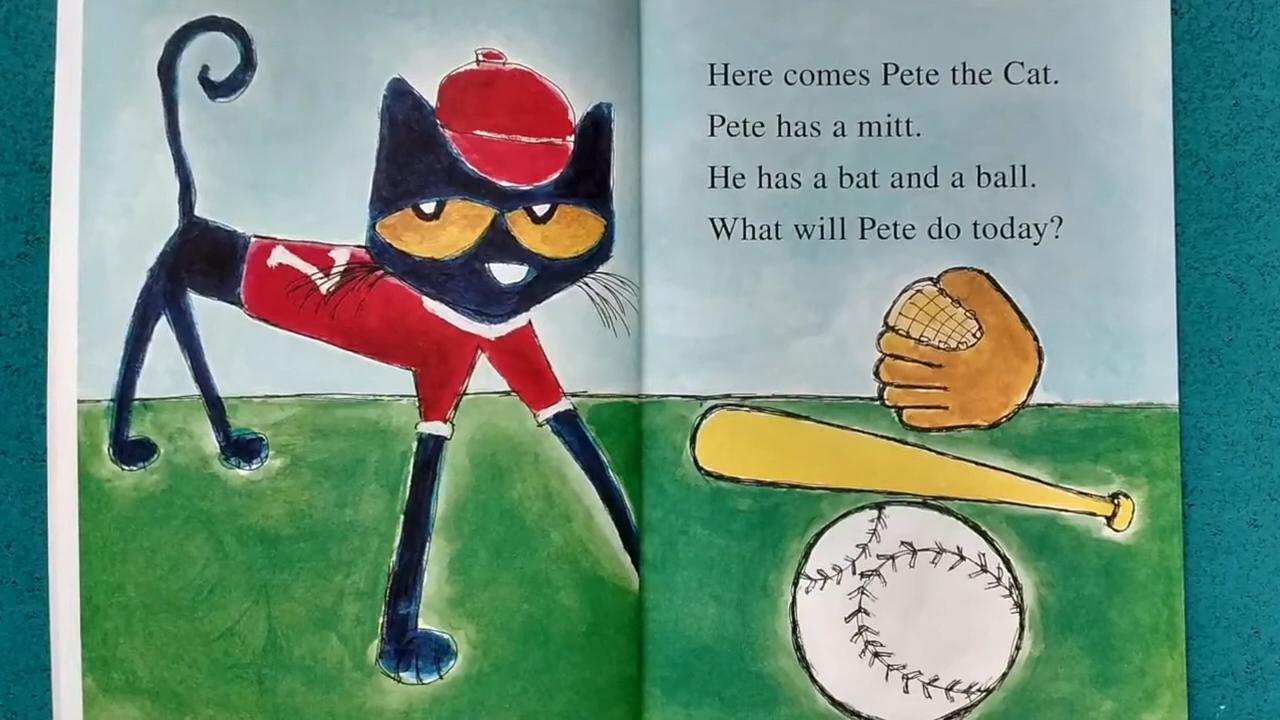 Here comes Pete the Cat.
Pete has a mitt.
He has a bat and a ball.
What will Pete do today?